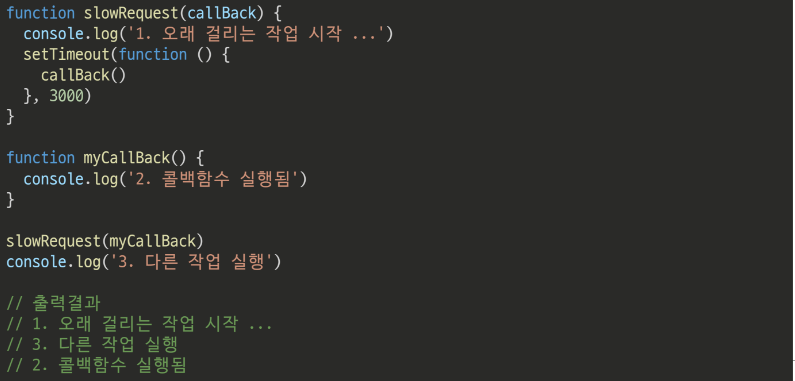 function slowRequest(callBack) {
  console.log('1. 오래 걸리는 작업 시작 ...')
  setTimeout(function () {
    callBack()
  }, 3000)
}

function myCallBack() {
  console.log('2. 콜백함수 실행됨')
}

slowRequest(myCallBack)
console.log('3. 다른 작업 실행')

// 출력결과
// 1. 오래 걸리는 작업 시작 ...
// 3. 다른 작업 실행
// 2. 콜백함수 실행됨